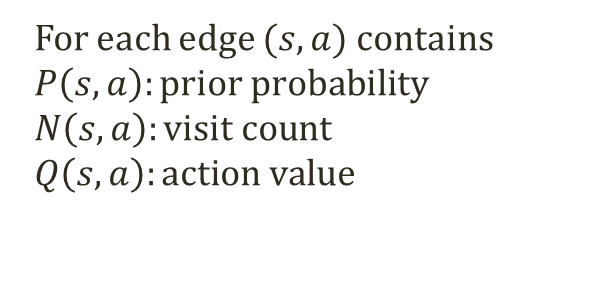 For each edge (s, a) contains
P(s, a): prior probability
N(s, a): visit count
Q(s, a): action value